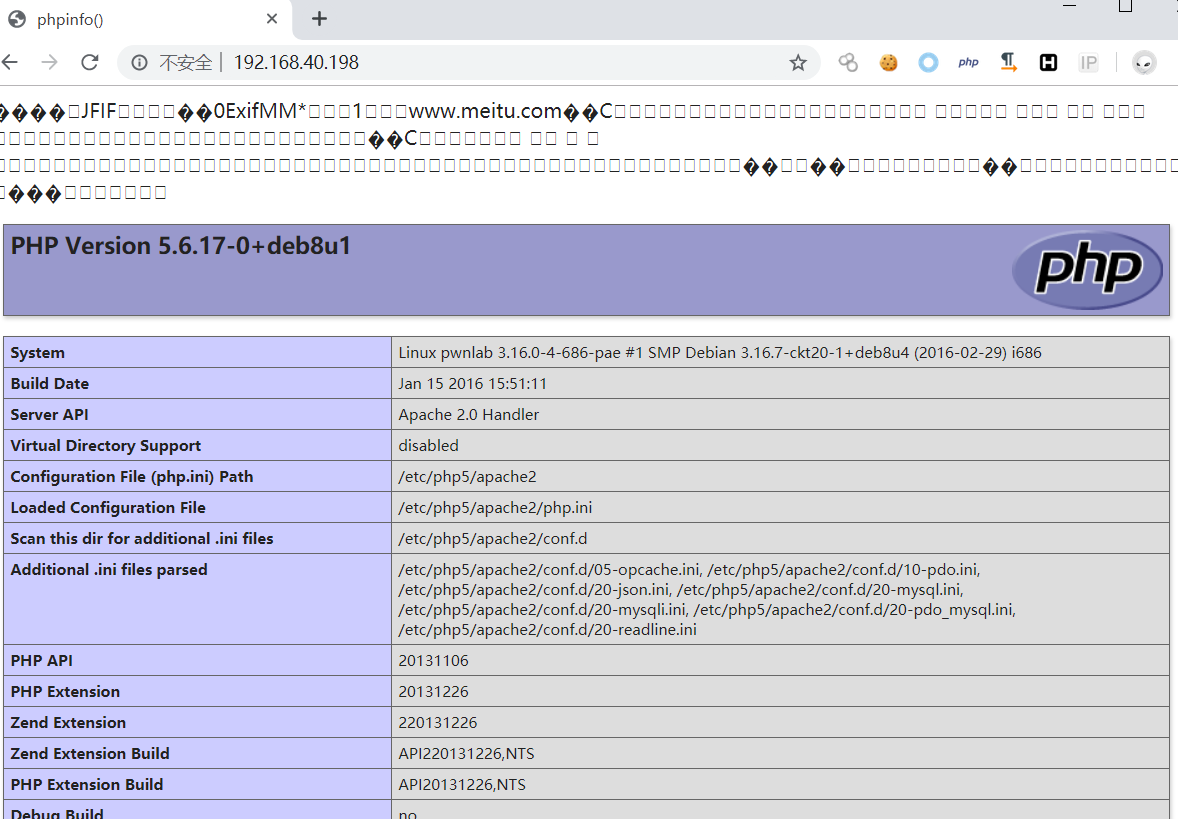 phpinfo()
不安全 192.168.40.198
php IP
JFIF 0ExifMM* 1 www.meitu.com C
C
PHP Version 5.6.17-0+deb8u1
php
System Linux pwnlab 3.16.0-4-686-pae #1 SMP Debian 3.16.7-ckt20-1+deb8u4 (2016-02-29) i686
Build Date Jan 15 2016 15:51:11
Server API Apache 2.0 Handler
Virtual Directory Support disabled
Configuration File (php.ini) Path /etc/php5/apache2
Loaded Configuration File /etc/php5/apache2/php.ini
Scan this dir for additional .ini files /etc/php5/apache2/conf.d
Additional .ini files parsed /etc/php5/apache2/conf.d/05-opcache.ini, /etc/php5/apache2/conf.d/10-pdo.ini,
/etc/php5/apache2/conf.d/20-json.ini, /etc/php5/apache2/conf.d/20-mysql.ini,
/etc/php5/apache2/conf.d/20-mysqli.ini, /etc/php5/apache2/conf.d/20-pdo_mysql.ini,
/etc/php5/apache2/conf.d/20-readline.ini
PHP API 20131106
PHP Extension 20131226
Zend Extension 220131226
Zend Extension Build API220131226,NTS
PHP Extension Build API20131226,NTS
Debug Build no